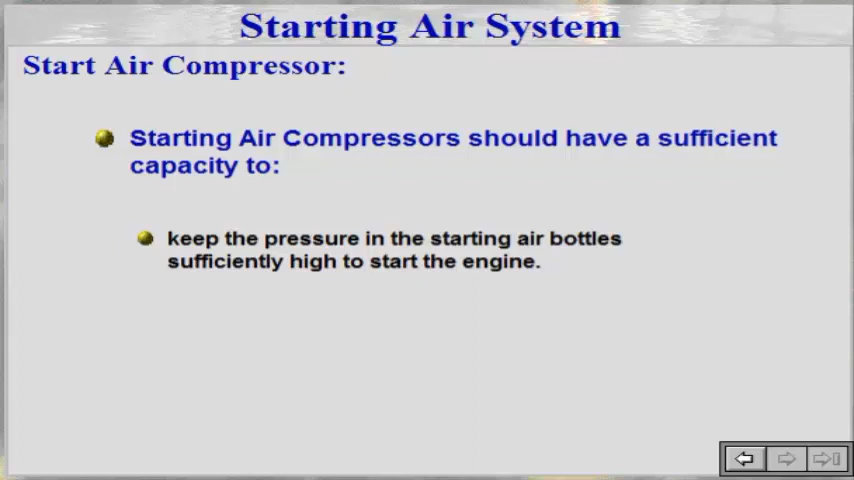 Starting Air System
Start Air Compressor:
Starting Air Compressors should have a sufficient
capacity to:
keep the pressure in the starting air bottles
sufficiently high to start the engine.